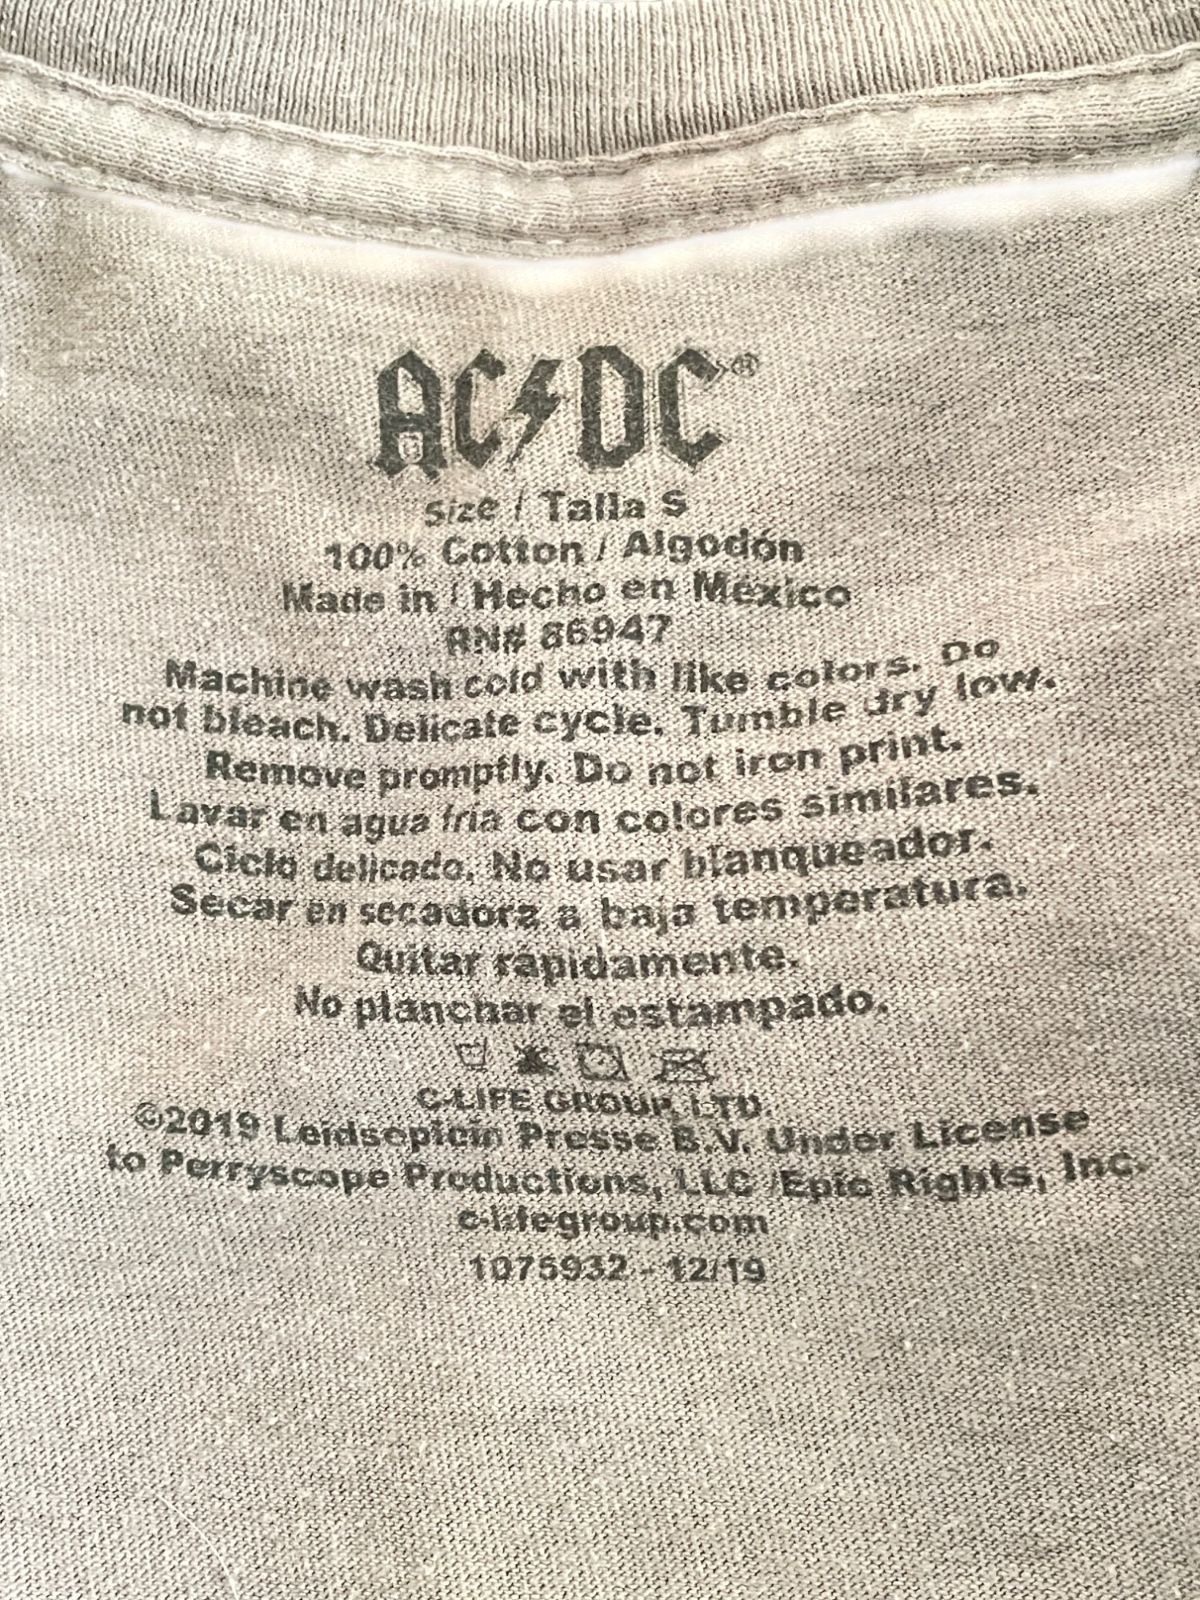 AC⚡DC®
Size / Talla S
100% Cotton / Algodón
Made in / Hecho en México
RN# 86947
Machine wash cold with like colors. Do
not bleach. Delicate cycle. Tumble dry low.
Remove promptly. Do not iron print.
Lavar en agua fria con colores similares.
Ciclo delicado. No usar blanqueador.
Secar en secadora a baja temperatura.
Quitar rápidamente.
No planchar el estampado.
C-LIFE GROUP, LTD.
©2019 Leidseplein Presse B.V. Under License
to Perryscope Productions, LLC /Epic Rights, Inc.
c-lifegroup.com
1075932 - 12/19